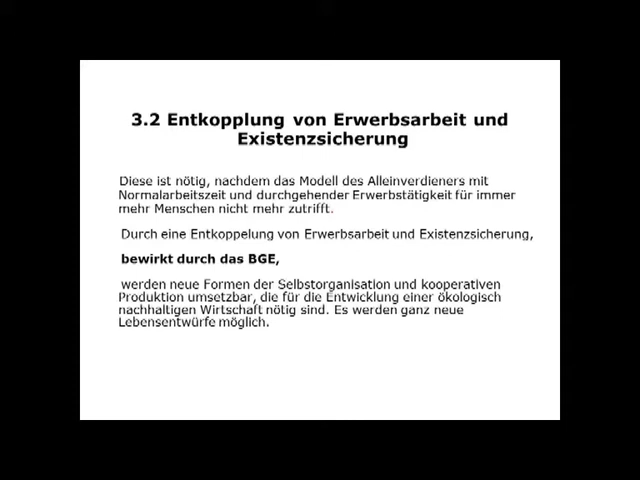 3.2 Entkopplung von Erwerbsarbeit und
Existenzsicherung
Diese ist nötig, nachdem das Modell des Alleinverdieners mit
Normalarbeitszeit und durchgehender Erwerbstätigkeit für immer
mehr Menschen nicht mehr zutrifft.
Durch eine Entkoppelung von Erwerbsarbeit und Existenzsicherung,
bewirkt durch das BGE,
werden neue Formen der Selbstorganisation und kooperativen
Produktion umsetzbar, die für die Entwicklung einer ökologisch
nachhaltigen Wirtschaft nötig sind. Es werden ganz neue
Lebensentwürfe möglich.